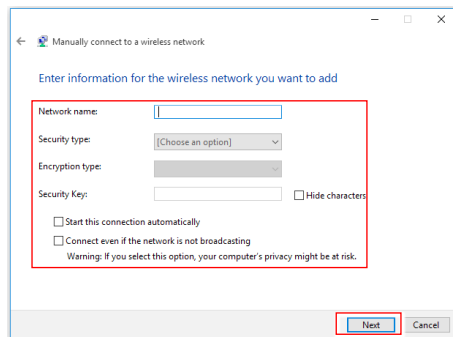 Manually connect to a wireless network
Enter information for the wireless network you want to add
Network name:
Security type: [Choose an option]
Encryption type:
Security Key: Hide characters
Start this connection automatically
Connect even if the network is not broadcasting
Warning: If you select this option, your computer's privacy might be at risk.
Next Cancel